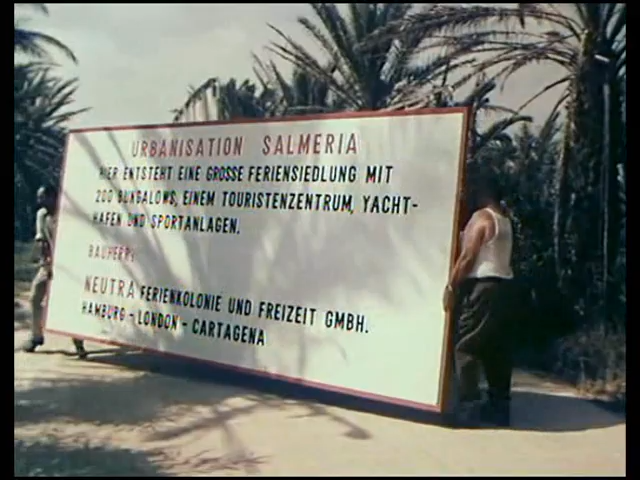 URBANISATION SALMERIA
HIER ENTSTEHT EINE GROSSE FERIENSIEDLUNG MIT
200 BUNGALOWS, EINEM TOURISTENZENTRUM, YACHT-
HAFEN UND SPORTANLAGEN.
BAUHERR:
NEUTRA FERIENKOLONIE UND FREIZEIT GMBH.
HAMBURG - LONDON - CARTAGENA